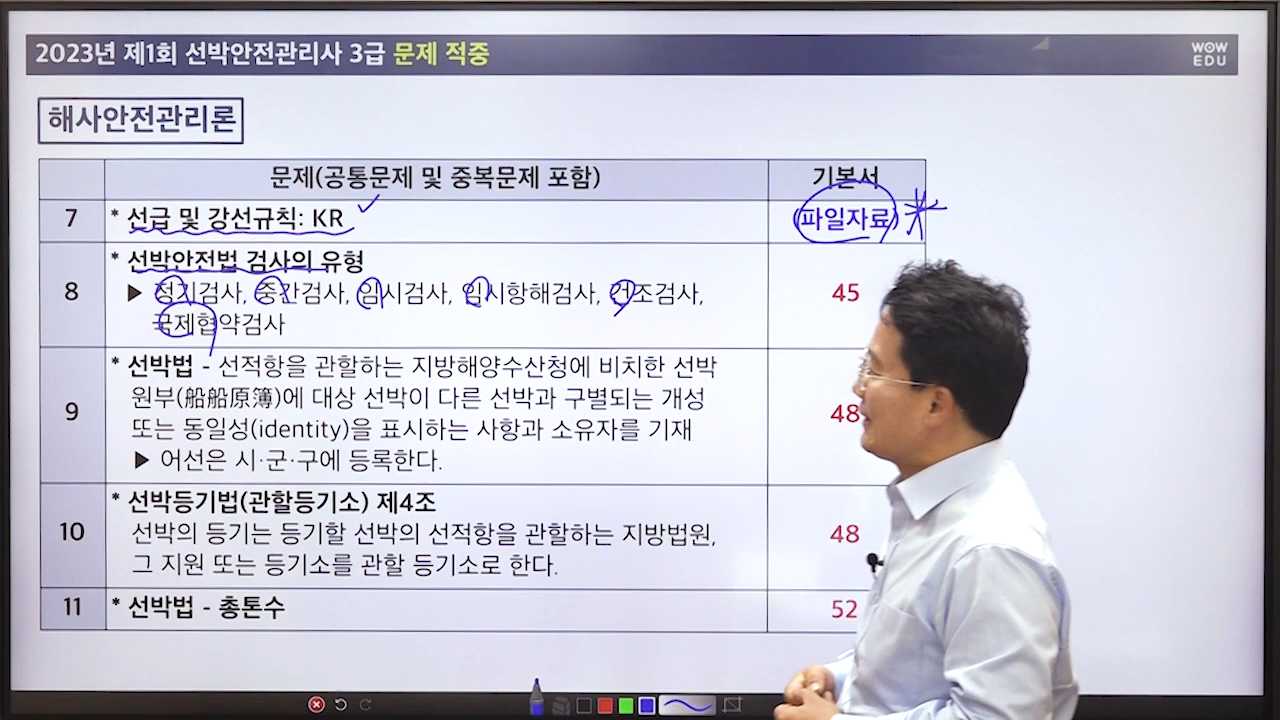 2023년 제1회 선박안전관리사 3급 문제 적중
WOW
EDU
해사안전관리론
문제(공통문제 및 중복문제 포함) 기본서
7 * 선급 및 강선규칙: KR (파일자료)
8 * 선박안전법 검사의 유형 45
▶ 정기검사, 중간검사, 임시검사, 임시항해검사, 건조검사,
국제협약검사
9 * 선박법 - 선적항을 관할하는 지방해양수산청에 비치한 선박 48
원부(船舶原簿)에 대상 선박이 다른 선박과 구별되는 개성
또는 동일성(identity)을 표시하는 사항과 소유자를 기재
▶ 어선은 시·군·구에 등록한다.
10 * 선박등기법(관할등기소) 제4조 48
선박의 등기는 등기할 선박의 선적항을 관할하는 지방법원,
그 지원 또는 등기소를 관할 등기소로 한다.
11 * 선박법 - 총톤수 52